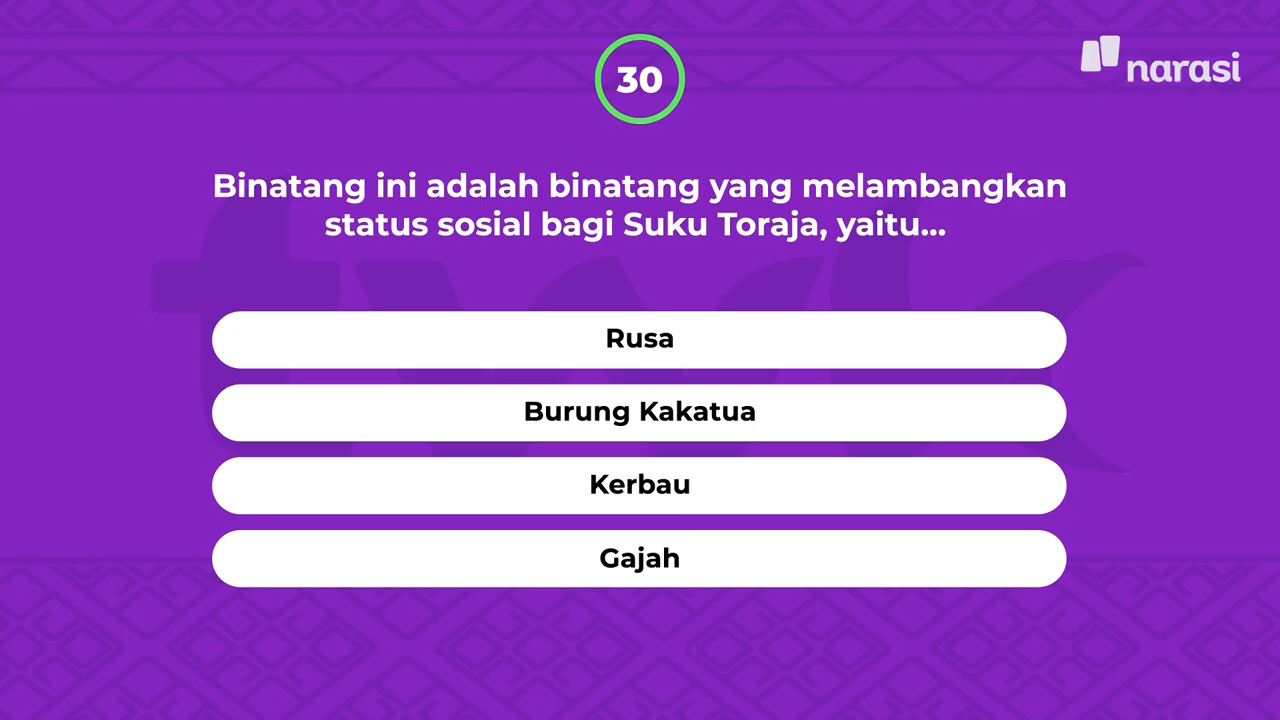 30
narasi
Binatang ini adalah binatang yang melambangkan
status sosial bagi Suku Toraja, yaitu...
Rusa
Burung Kakatua
Kerbau
Gajah
twk